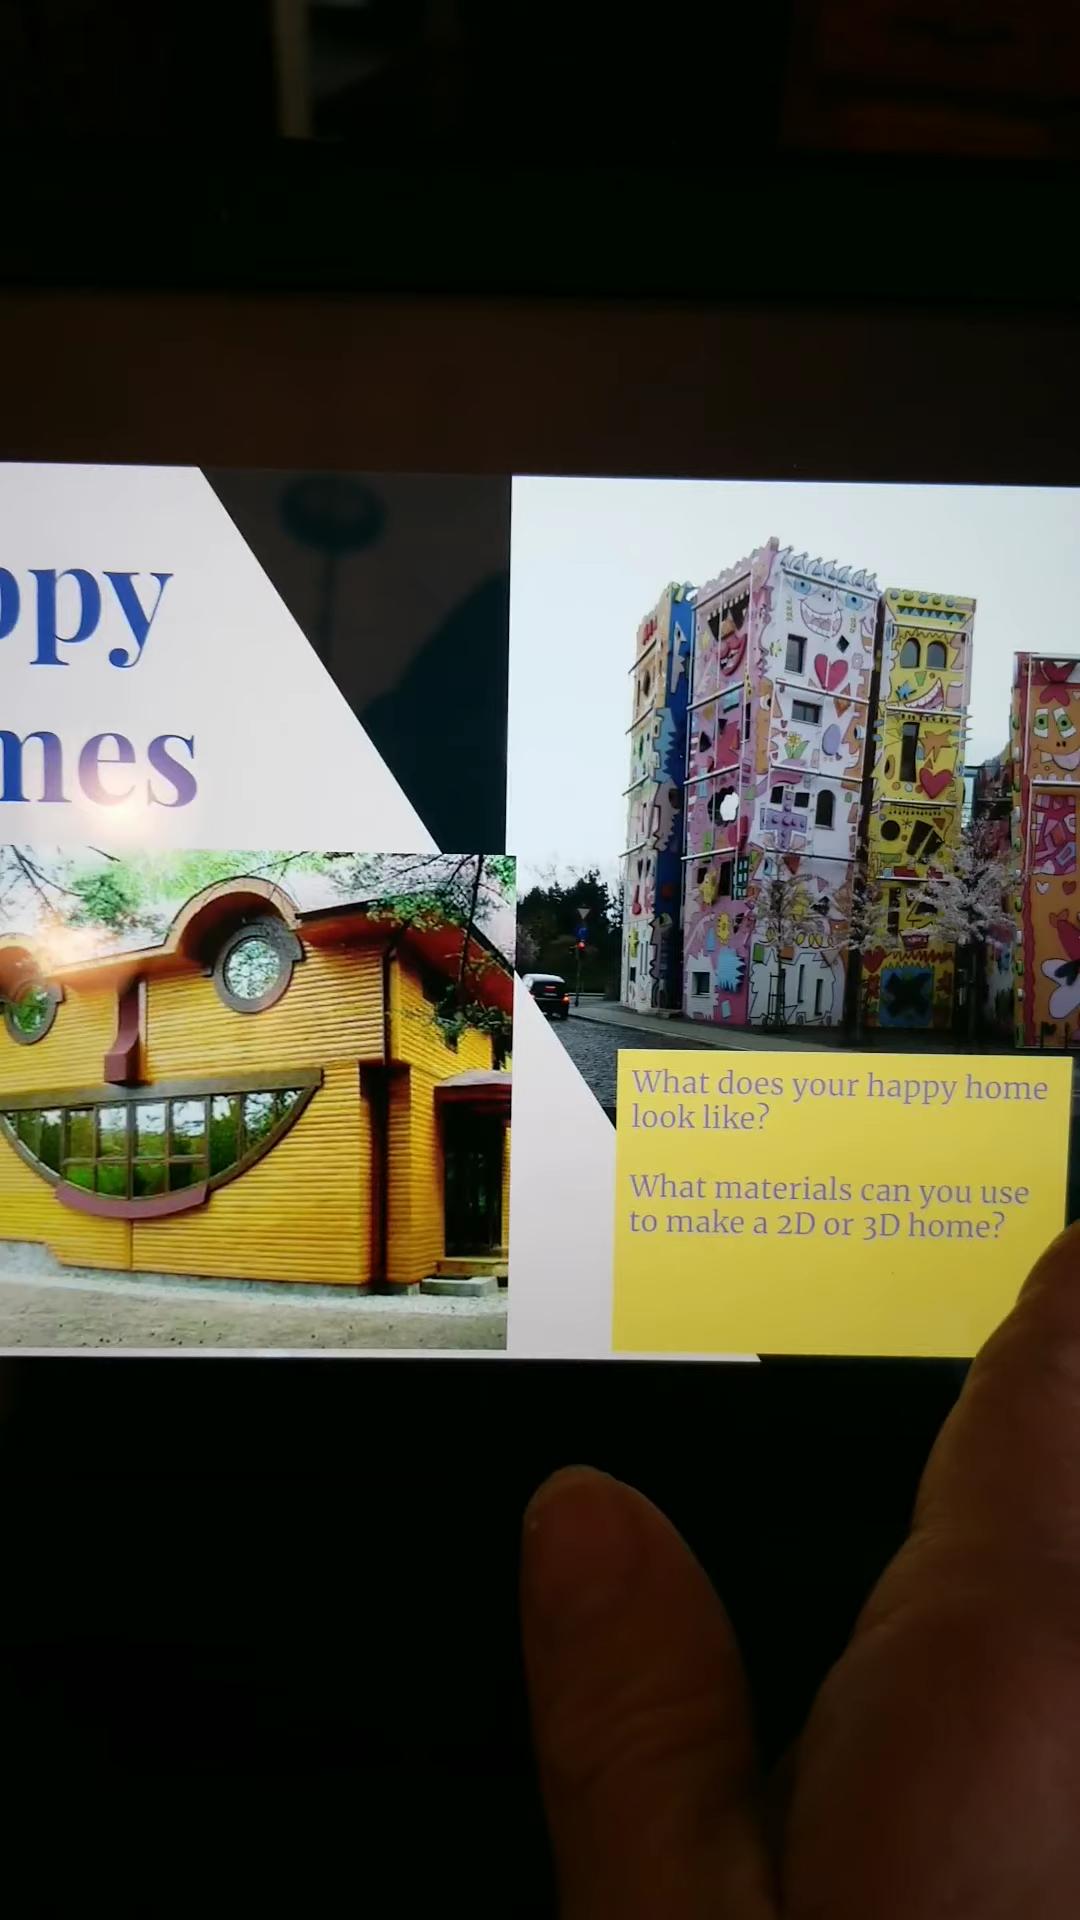 ppy
mes
What does your happy home
look like?
What materials can you use
to make a 2D or 3D home?